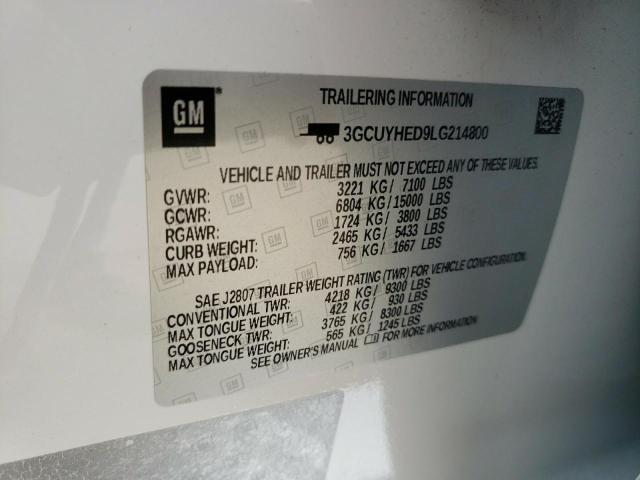 GM
TRAILERING INFORMATION
3GCUYHED9LG214800
VEHICLE AND TRAILER MUST NOT EXCEED ANY OF THESE VALUES.
GVWR: 3221 KG/ 7100 LBS
GCWR: 6804 KG/15000 LBS
RGAWR: 1724 KG/ 3800 LBS
CURB WEIGHT: 2465 KG/ 5433 LBS
MAX PAYLOAD: 756 KG/ 1667 LBS
SAE J2807 TRAILER WEIGHT RATING (TWR) FOR VEHICLE CONFIGURATION.
CONVENTIONAL TWR: 4218 KG/ 9300 LBS
MAX TONGUE WEIGHT: 422 KG/ 930 LBS
GOOSENECK TWR: 3765 KG/ 8300 LBS
MAX TONGUE WEIGHT: 565 KG/ 1245 LBS
SEE OWNER'S MANUAL FOR MORE INFORMATION